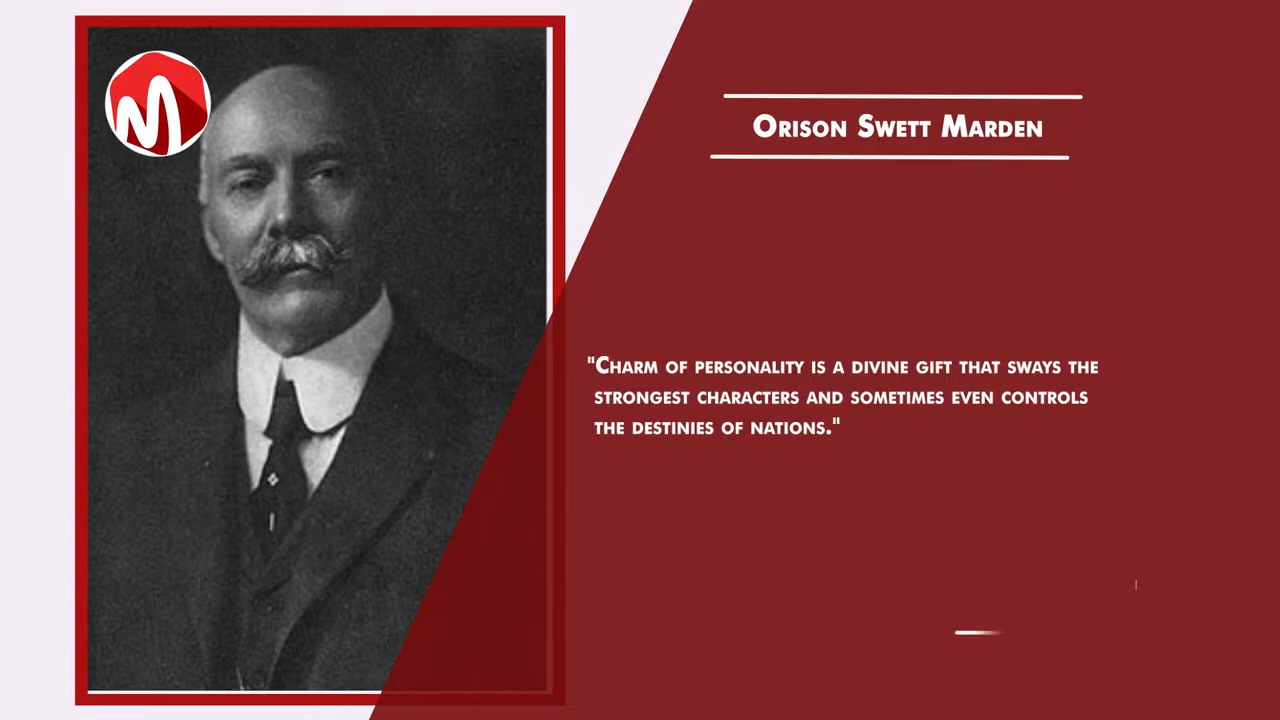 Orison Swett Marden
"Charm of personality is a divine gift that sways the
strongest characters and sometimes even controls
the destinies of nations."